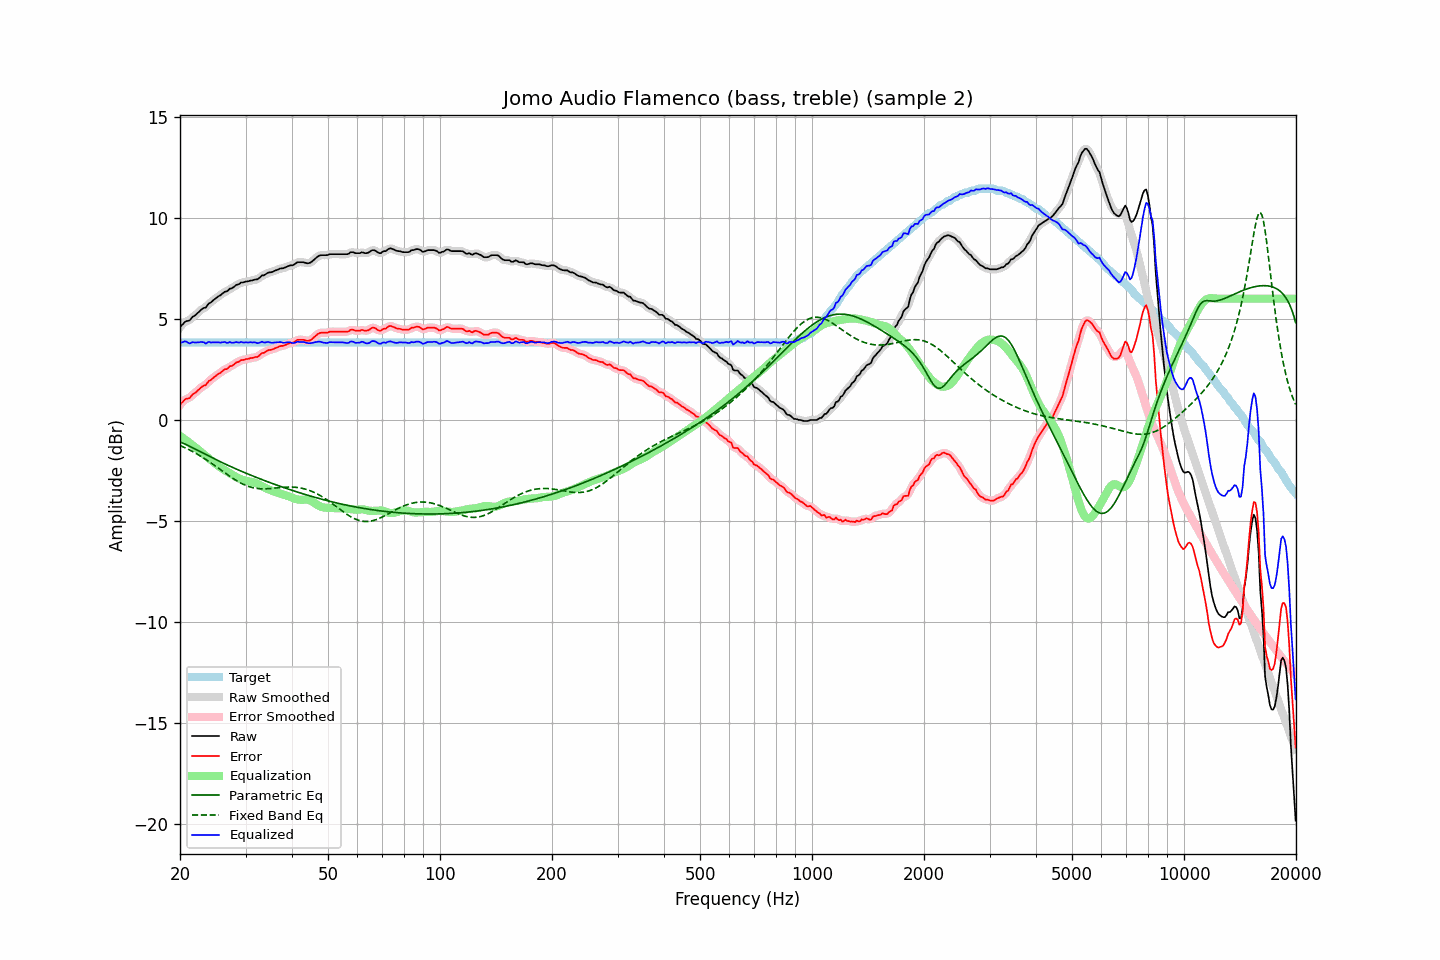 Jomo Audio Flamenco (bass, treble) (sample 2)
15
10
5
0
−5
−10
−15
−20
Amplitude (dBr)
Target
Raw Smoothed
Error Smoothed
Raw
Error
Equalization
Parametric Eq
Fixed Band Eq
Equalized
20 50 100 200 500 1000 2000 5000 10000 20000
Frequency (Hz)